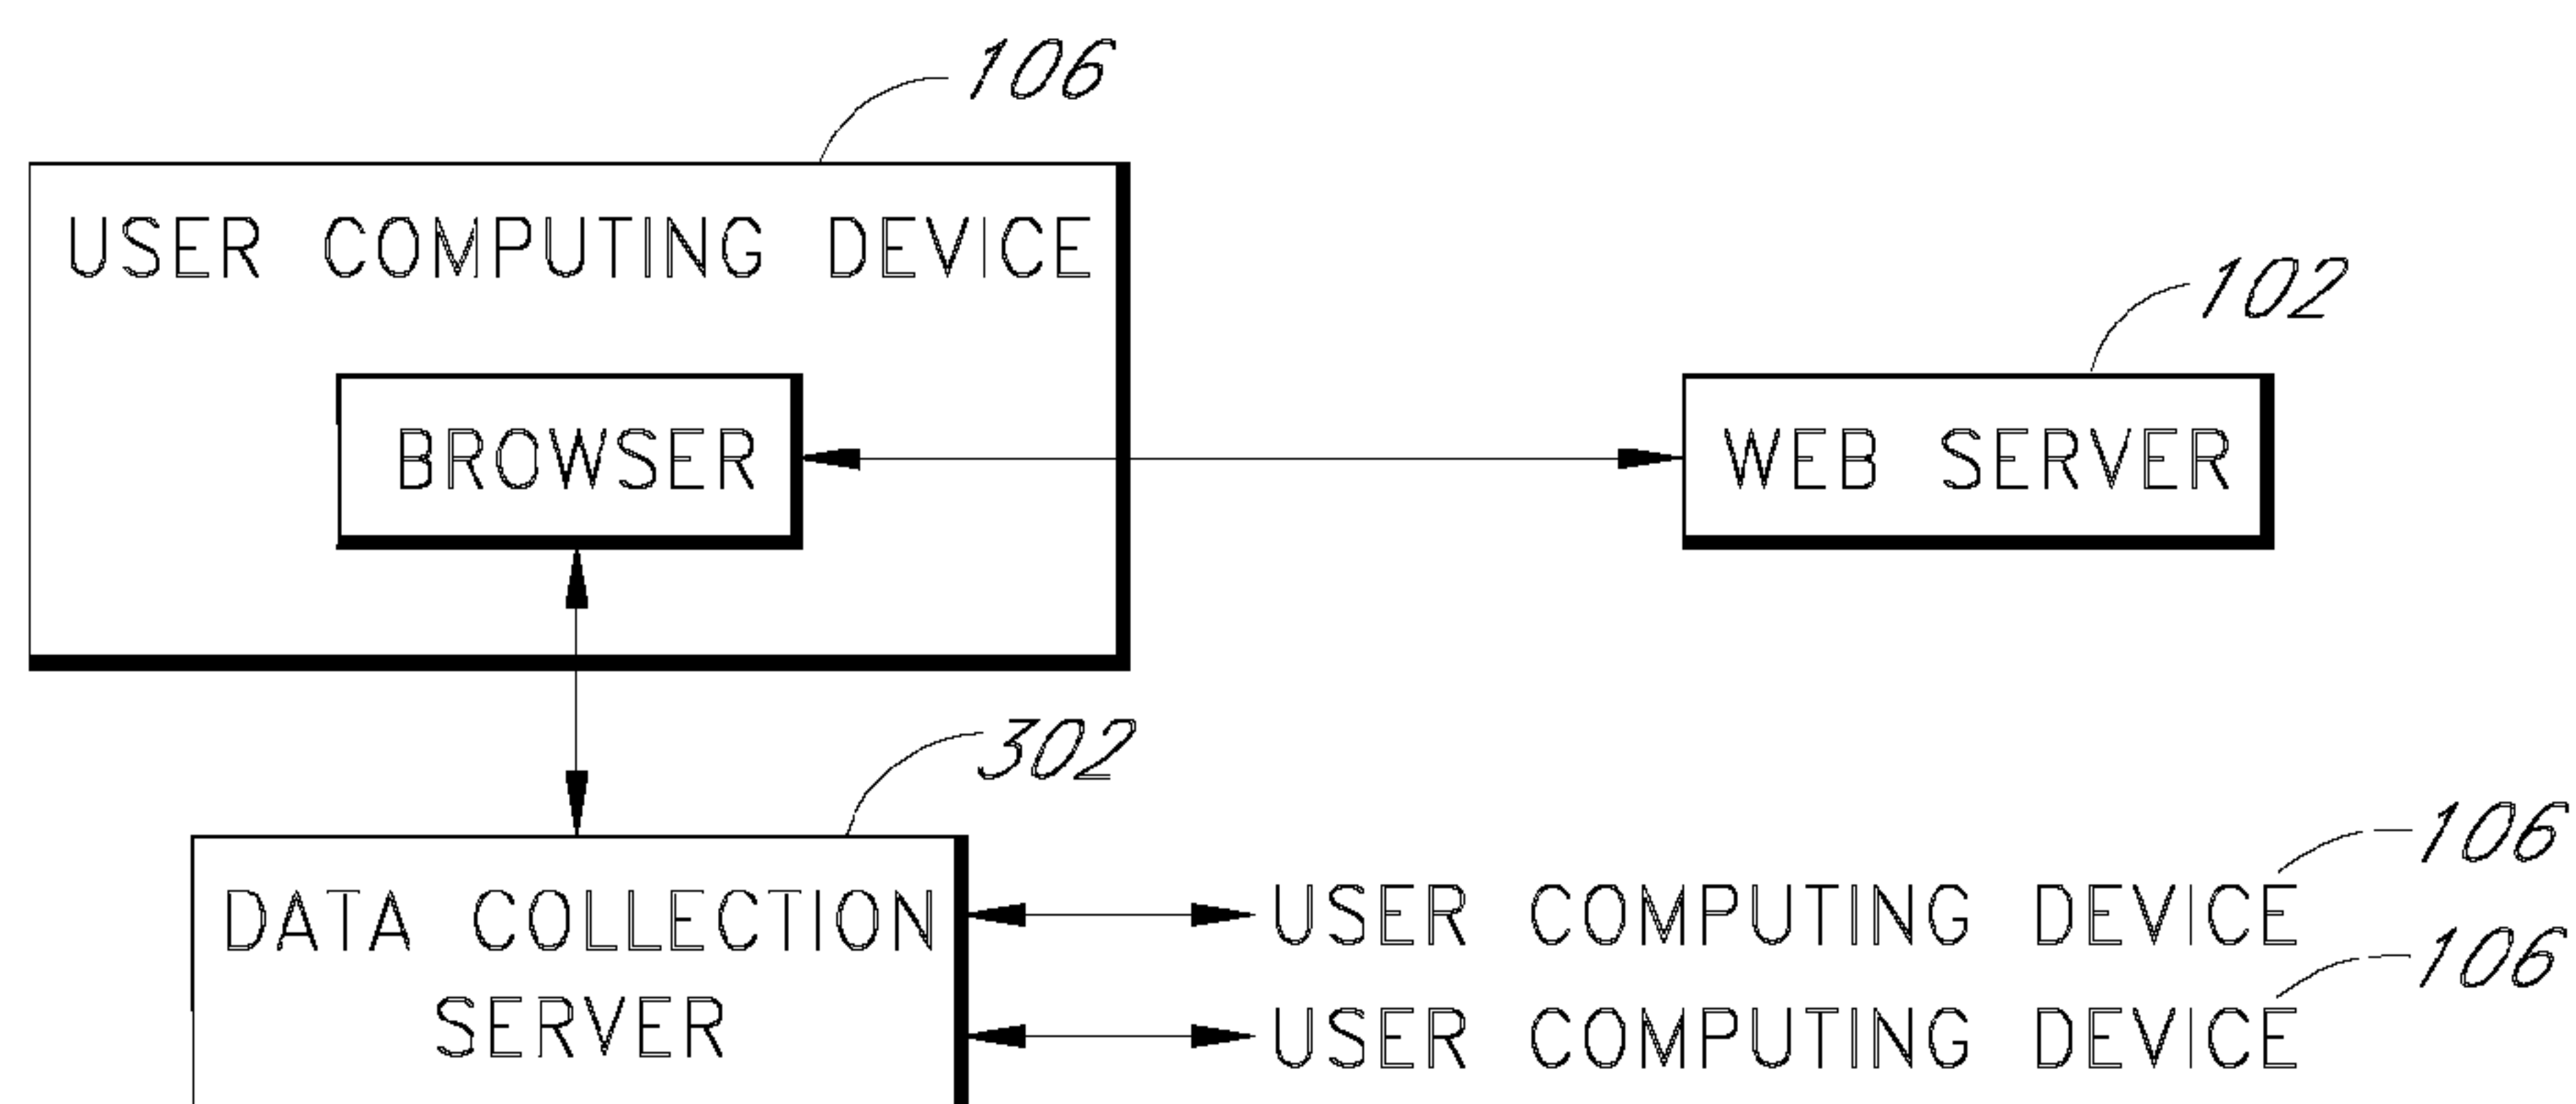 106
USER COMPUTING DEVICE
102
BROWSER
WEB SERVER
302
DATA COLLECTION
SERVER
106
USER COMPUTING DEVICE
106
USER COMPUTING DEVICE